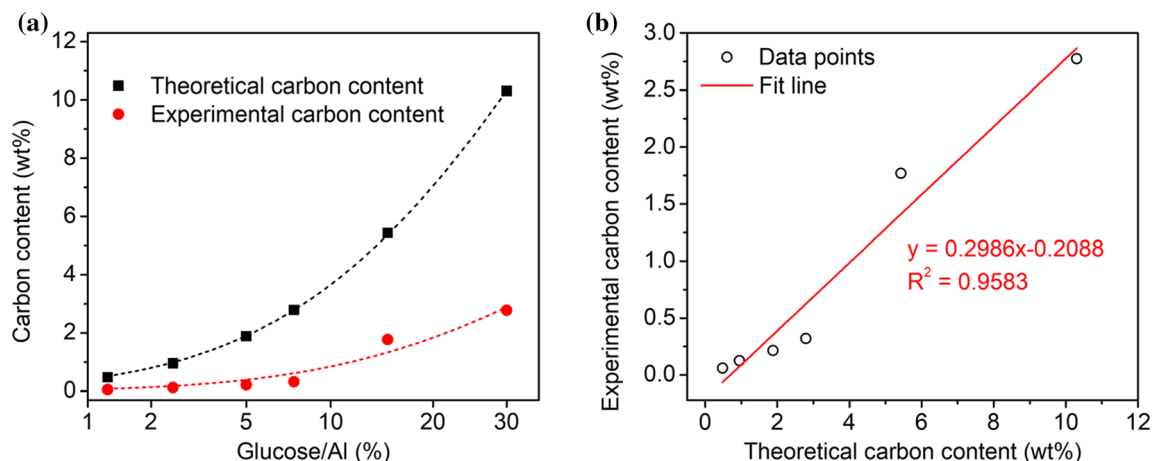 (a)
12
10
8
6
4
2
0
Carbon content (wt%)
Theoretical carbon content
Experimental carbon content
1 2 5 10 20 30
Glucose/Al (%)
(b)
3.0
2.5
2.0
1.5
1.0
0.5
0.0
Experimental carbon content (wt%)
Data points
Fit line
y = 0.2986x-0.2088
R² = 0.9583
0 2 4 6 8 10 12
Theoretical carbon content (wt%)